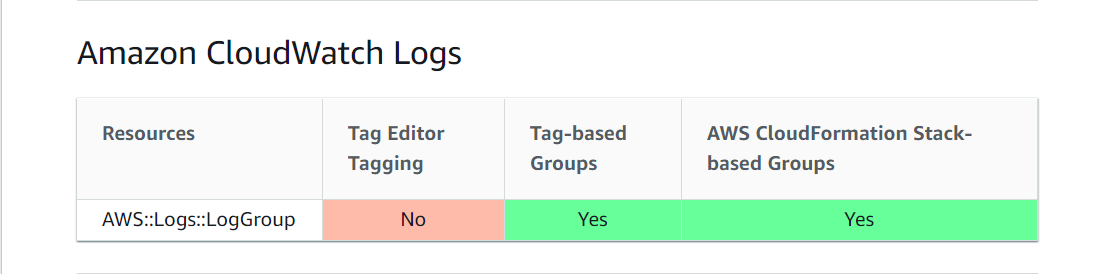 Amazon CloudWatch Logs
Resources
Tag Editor
Tagging
Tag-based
Groups
AWS CloudFormation Stack-
based Groups
AWS::Logs::LogGroup
No
Yes
Yes